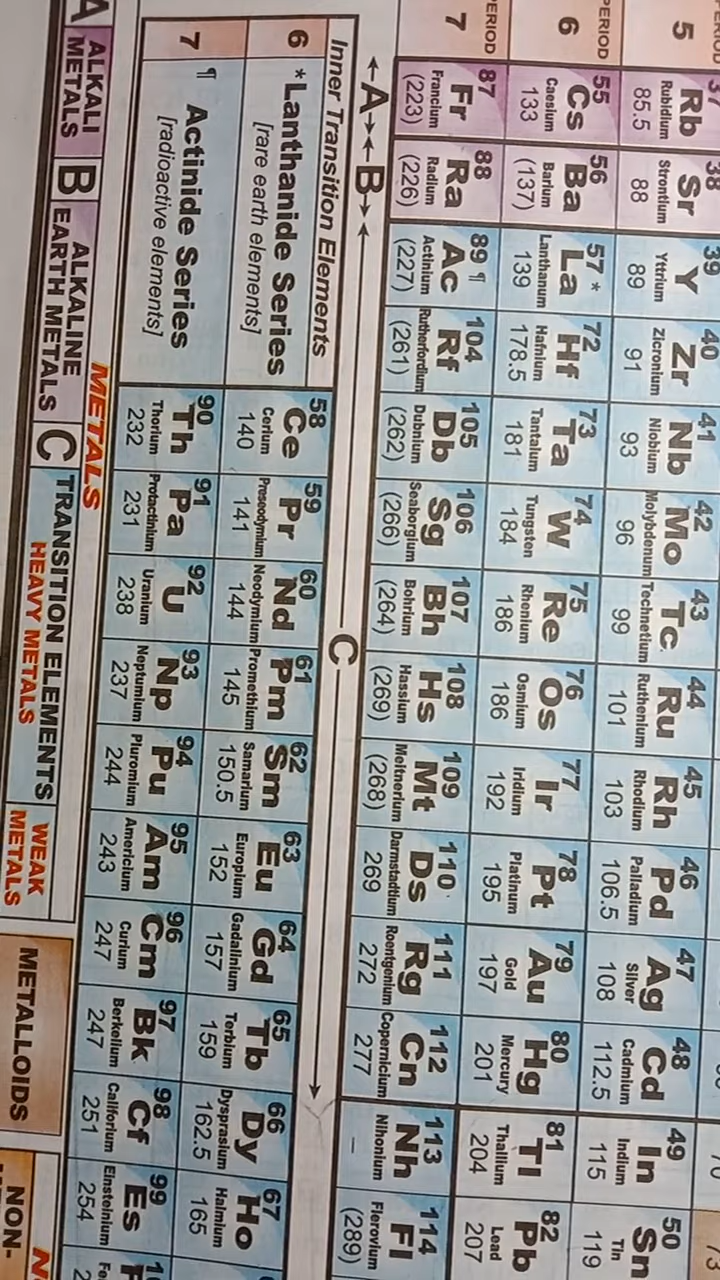 PERIOD
5
37 38 39 40 41 42 43 44 45 46 47 48 49 50
Rb Sr Y Zr Nb Mo Tc Ru Rh Pd Ag Cd In Sn
Rubidium Strontium Yttrium Zicronium Niobium Molybdenum Technetium Ruthenium Rhodium Palladium Silver Cadmium Indium Tin
85.5 88 89 91 93 96 99 101 103 106.5 108 112.5 115 119
PERIOD
6
55 56 57 * 72 73 74 75 76 77 78 79 80 81 82
Cs Ba La Hf Ta W Re Os Ir Pt Au Hg Tl Pb
Caesium Barium Lanthanum Hafnium Tantalum Tungsten Rhenium Osmium Iridium Platinum Gold Mercury Thallium Lead
133 (137) 139 178.5 181 184 186 186 192 195 197 201 204 207
PERIOD
7
87 88 89 ¶ 104 105 106 107 108 109 110 111 112 113 114
Fr Ra Ac Rf Db Sg Bh Hs Mt Ds Rg Cn Nh Fl
Francium Radium Actinium Rutherfordium Dubnium Seaborgium Bohrium Hassium Meitnerium Darmstadtium Roentgenium Copernicium Nihonium Flerovium
(223) (226) (227) (261) (262) (266) (264) (269) (268) 269 272 277 – (289)
←A→←B→← C →
Inner Transition Elements
6 *Lanthanide Series
[rare earth elements]
58 59 60 61 62 63 64 65 66 67
Ce Pr Nd Pm Sm Eu Gd Tb Dy Ho
Cerium Preseodymium Neodymium Promethium Samarium Europium Gadalinium Terbium Dysprasium Halmium
140 141 144 145 150.5 152 157 159 162.5 165
7 ¶ Actinide Series
[radioactive elements]
90 91 92 93 94 95 96 97 98 99
Th Pa U Np Pu Am Cm Bk Cf Es
Thorium Protactinium Uranium Neptumium Pluromium Americium Curium Berkelium Califorium Einsteinium
232 231 238 237 244 243 247 247 251 254
METALS
A ALKALI METALS B ALKALINE EARTH METALS C TRANSITION ELEMENTS
HEAVY METALS
WEAK METALS
METALLOIDS
NON-